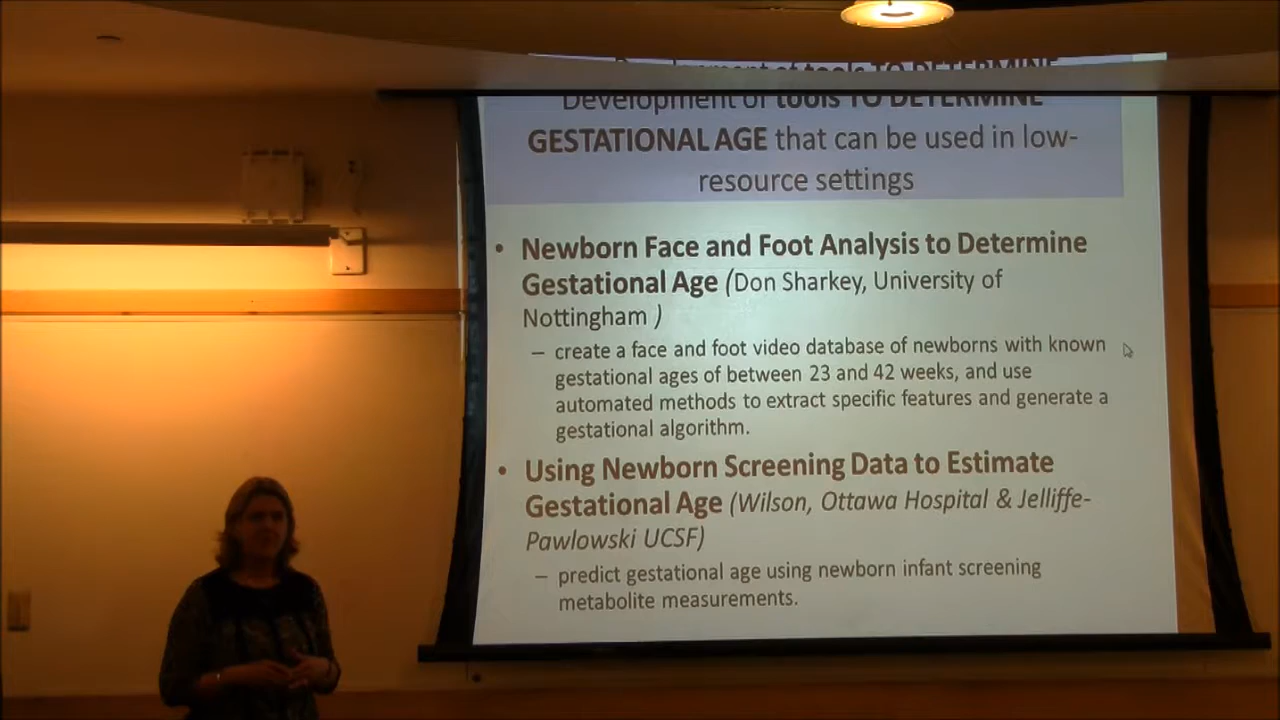 Development of tools TO DETERMINE
GESTATIONAL AGE that can be used in low-
resource settings
• Newborn Face and Foot Analysis to Determine
Gestational Age (Don Sharkey, University of
Nottingham )
– create a face and foot video database of newborns with known
gestational ages of between 23 and 42 weeks, and use
automated methods to extract specific features and generate a
gestational algorithm.
• Using Newborn Screening Data to Estimate
Gestational Age (Wilson, Ottawa Hospital & Jelliffe-
Pawlowski UCSF)
– predict gestational age using newborn infant screening
metabolite measurements.